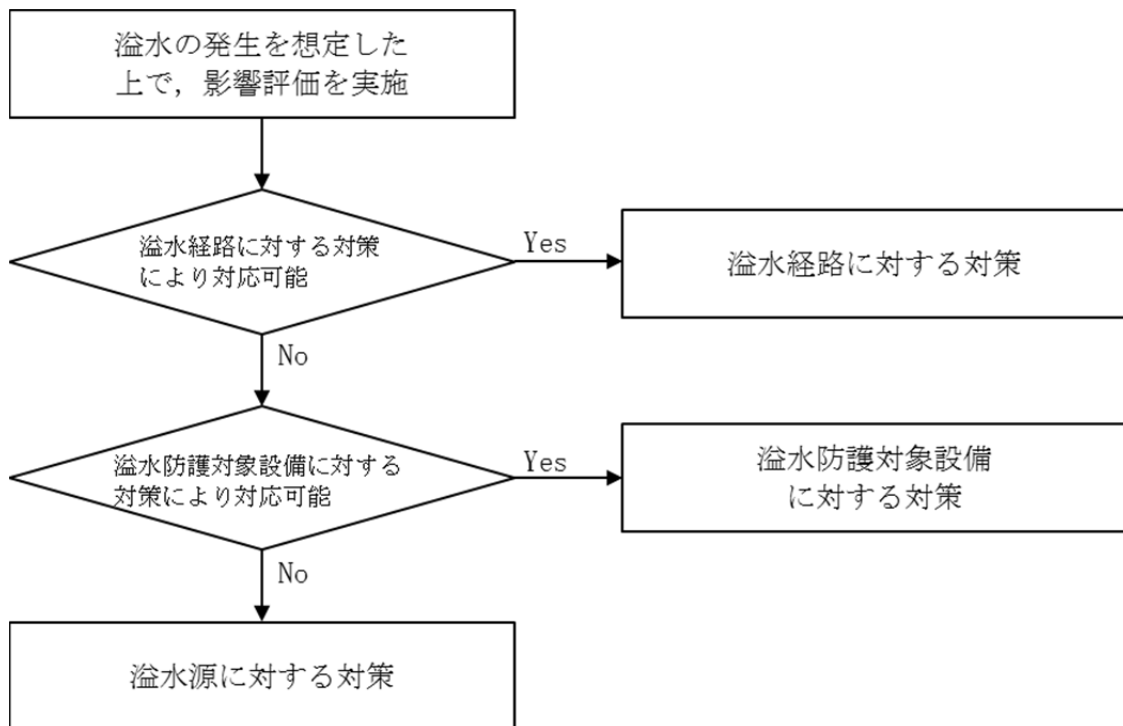 溢水の発生を想定した
上で，影響評価を実施
溢水経路に対する対策
により対応可能
Yes
溢水経路に対する対策
No
溢水防護対象設備に対する
対策により対応可能
Yes
溢水防護対象設備
に対する対策
No
溢水源に対する対策